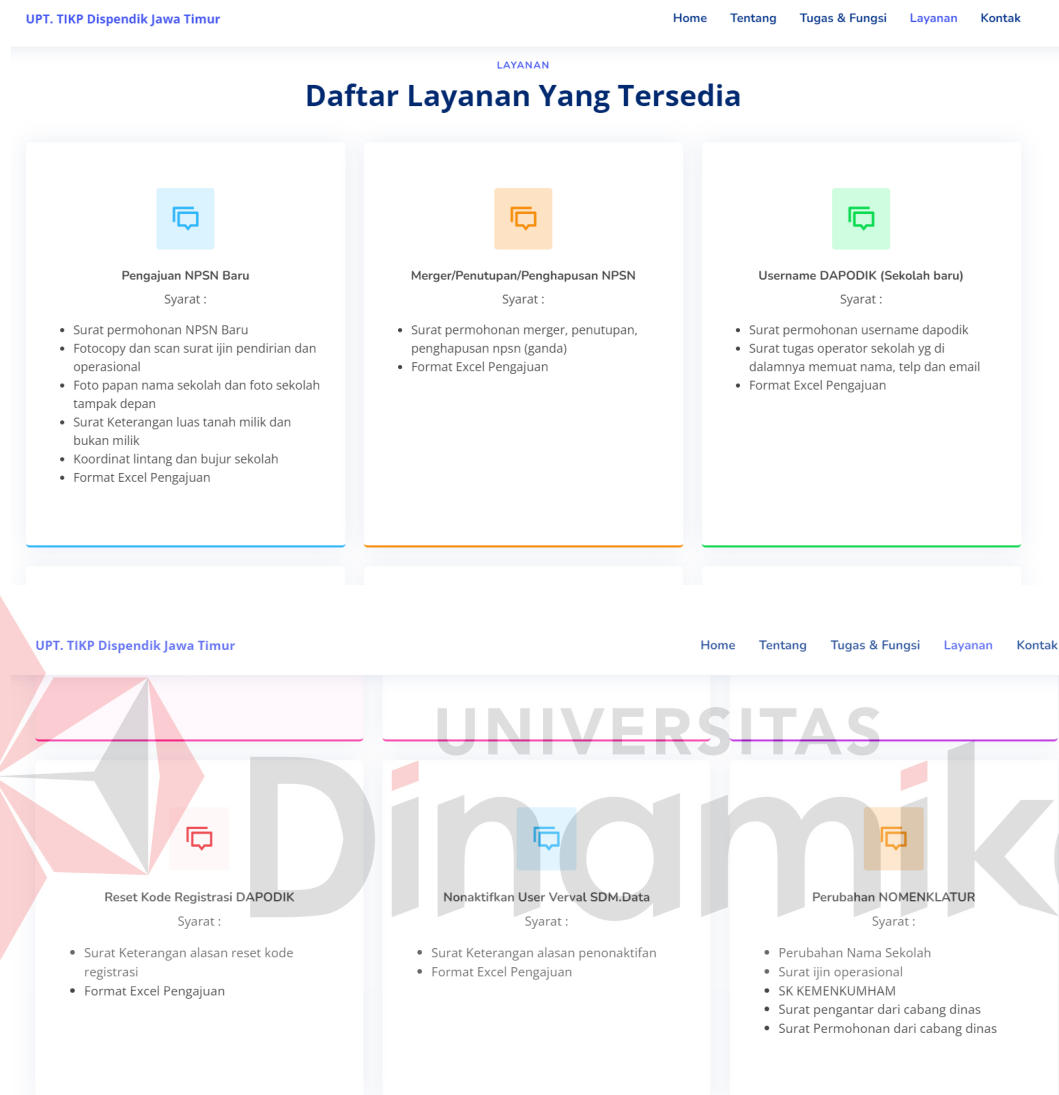 UPT. TIKP Dispendik Jawa Timur
Home Tentang Tugas & Fungsi Layanan Kontak
LAYANAN
Daftar Layanan Yang Tersedia
Pengajuan NPSN Baru
Syarat :
Surat permohonan NPSN Baru
Fotocopy dan scan surat ijin pendirian dan
operasional
Foto papan nama sekolah dan foto sekolah
tampak depan
Surat Keterangan luas tanah milik dan
bukan milik
Koordinat lintang dan bujur sekolah
Format Excel Pengajuan
Merger/Penutupan/Penghapusan NPSN
Syarat :
Surat permohonan merger, penutupan,
penghapusan npsn (ganda)
Format Excel Pengajuan
Username DAPODIK (Sekolah baru)
Syarat :
Surat permohonan username dapodik
Surat tugas operator sekolah yg di
dalamnya memuat nama, telp dan email
Format Excel Pengajuan
UPT. TIKP Dispendik Jawa Timur
Home Tentang Tugas & Fungsi Layanan Kontak
UNIVERSITAS
Dinamika
Reset Kode Registrasi DAPODIK
Syarat :
Surat Keterangan alasan reset kode
registrasi
Format Excel Pengajuan
Nonaktifkan User Verval SDM.Data
Syarat :
Surat Keterangan alasan penonaktifan
Format Excel Pengajuan
Perubahan NOMENKLATUR
Syarat :
Perubahan Nama Sekolah
Surat ijin operasional
SK KEMENKUMHAM
Surat pengantar dari cabang dinas
Surat Permohonan dari cabang dinas